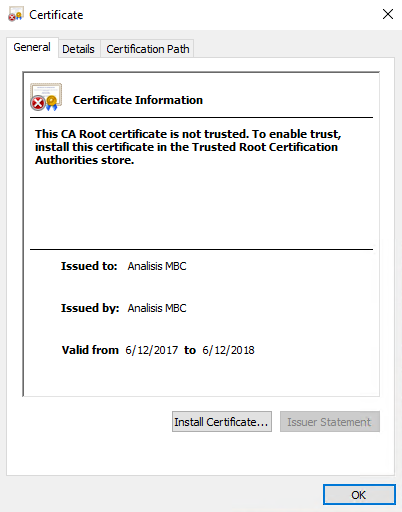 Certificate
General Details Certification Path
Certificate Information
This CA Root certificate is not trusted. To enable trust,
install this certificate in the Trusted Root Certification
Authorities store.
Issued to: Analisis MBC
Issued by: Analisis MBC
Valid from 6/12/2017 to 6/12/2018
Install Certificate... Issuer Statement
OK